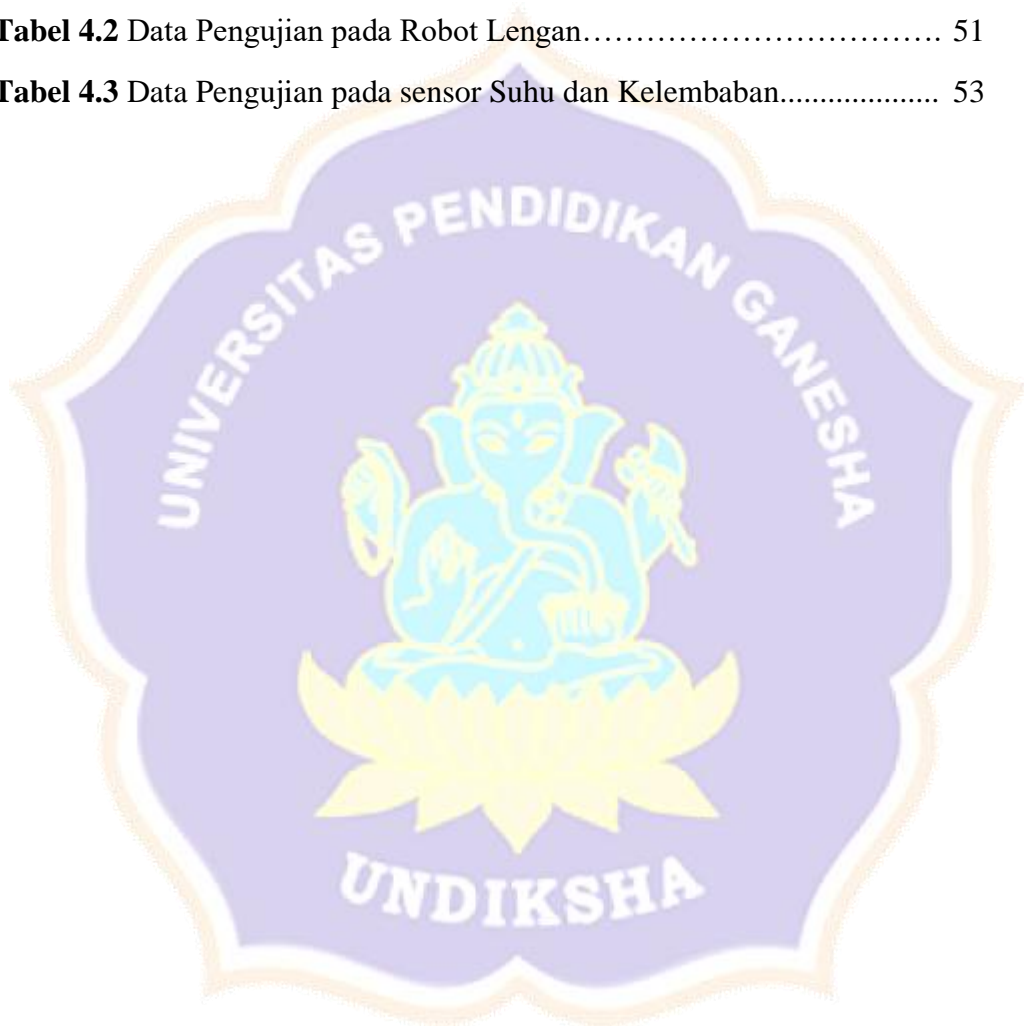 Tabel 4.2 Data Pengujian pada Robot Lengan………………………………. 51
Tabel 4.3 Data Pengujian pada sensor Suhu dan Kelembaban.................... 53
UNIVERSITAS PENDIDIKAN GANESHA
UNDIKSHA